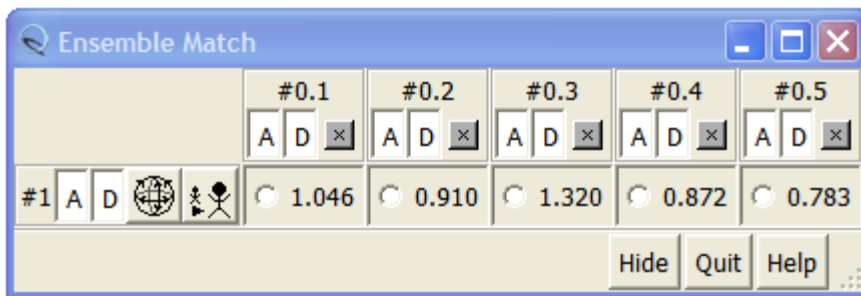 Ensemble Match
#0.1 #0.2 #0.3 #0.4 #0.5
A D A D A D A D A D
#1 A D 1.046 0.910 1.320 0.872 0.783
Hide Quit Help